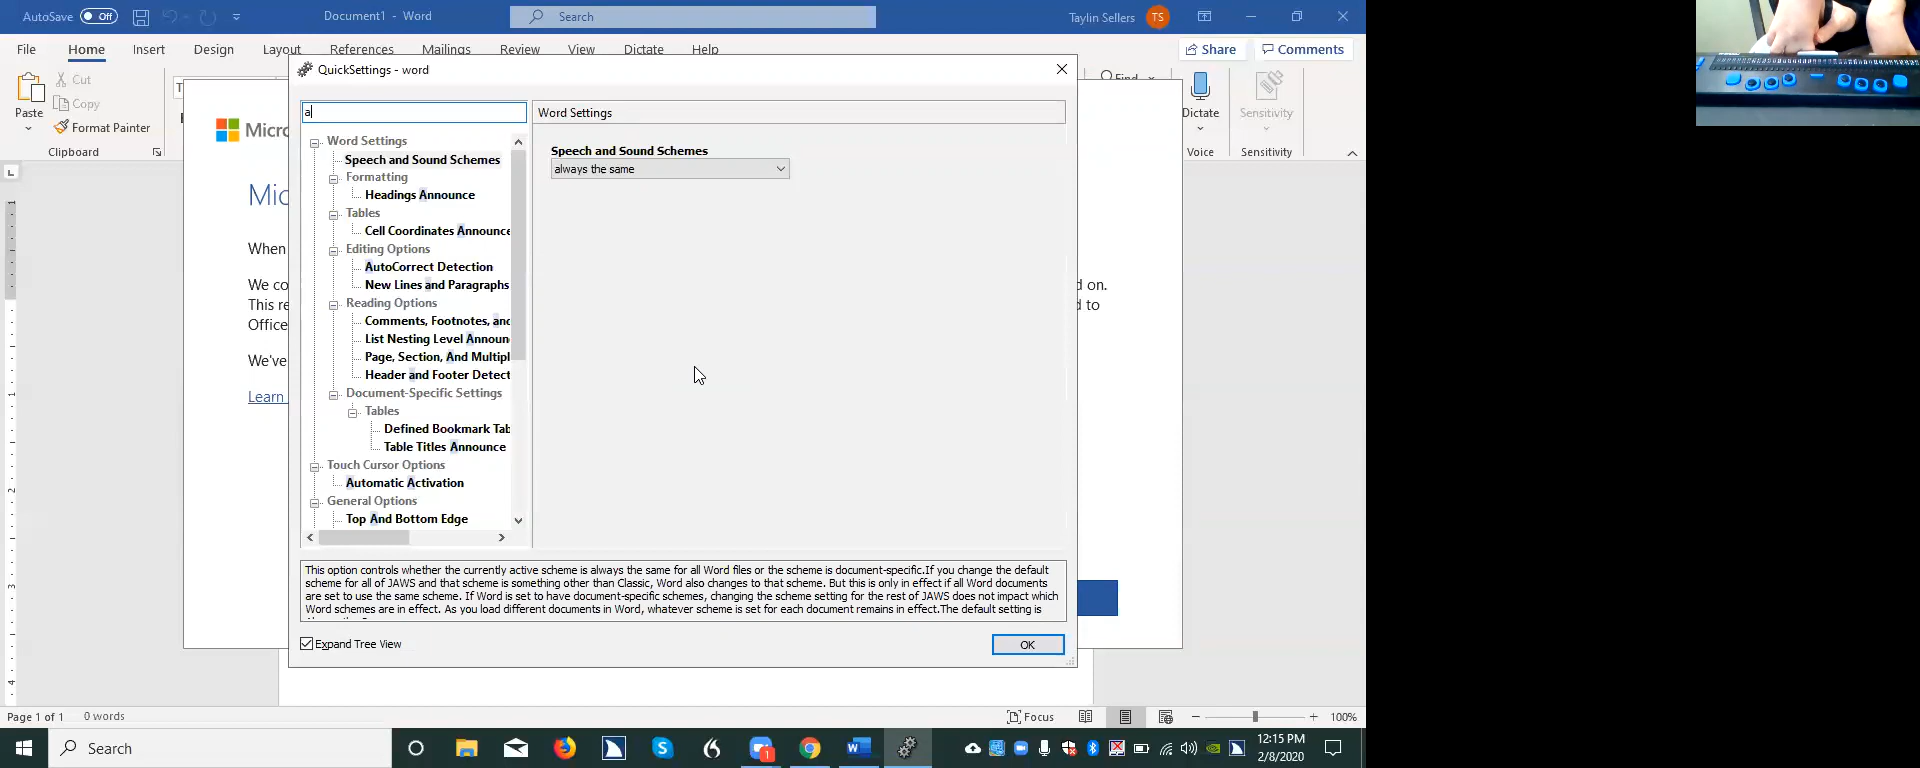 AutoSave Off Document1 - Word Search Taylin Sellers TS
File Home Insert Design Layout References Mailings Review View Dictate Help Share Comments
QuickSettings - word
Cut
Copy
Paste
Format Painter
Clipboard
Find
Dictate
Sensitivity
Voice
Sensitivity
a
Word Settings
Word Settings
Speech and Sound Schemes
Formatting
Headings Announce
Tables
Cell Coordinates Announce
Editing Options
AutoCorrect Detection
New Lines and Paragraphs
Reading Options
Comments, Footnotes, and
List Nesting Level Announ
Page, Section, And Multipl
Header and Footer Detect
Document-Specific Settings
Tables
Defined Bookmark Tab
Table Titles Announce
Touch Cursor Options
Automatic Activation
General Options
Top And Bottom Edge
Speech and Sound Schemes
always the same
This option controls whether the currently active scheme is always the same for all Word files or the scheme is document-specific.If you change the default
scheme for all of JAWS and that scheme is something other than Classic, Word also changes to that scheme. But this is only in effect if all Word documents
are set to use the same scheme. If Word is set to have document-specific schemes, changing the scheme setting for the rest of JAWS does not impact which
Word schemes are in effect. As you load different documents in Word, whatever scheme is set for each document remains in effect.The default setting is
Expand Tree View
OK
Micro
Mic
When
We co d on.
This re d to
Office
We've
Learn
Page 1 of 1 0 words Focus 100%
Search
12:15 PM
2/8/2020